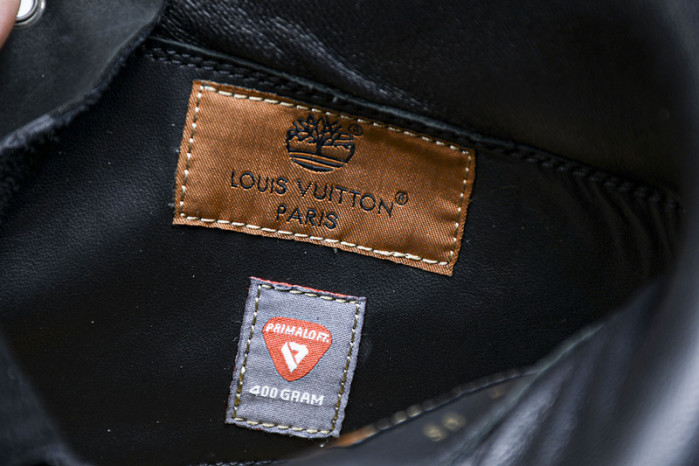 LOUIS VUITTON®
PARIS
PRIMALOFT®
400 GRAM